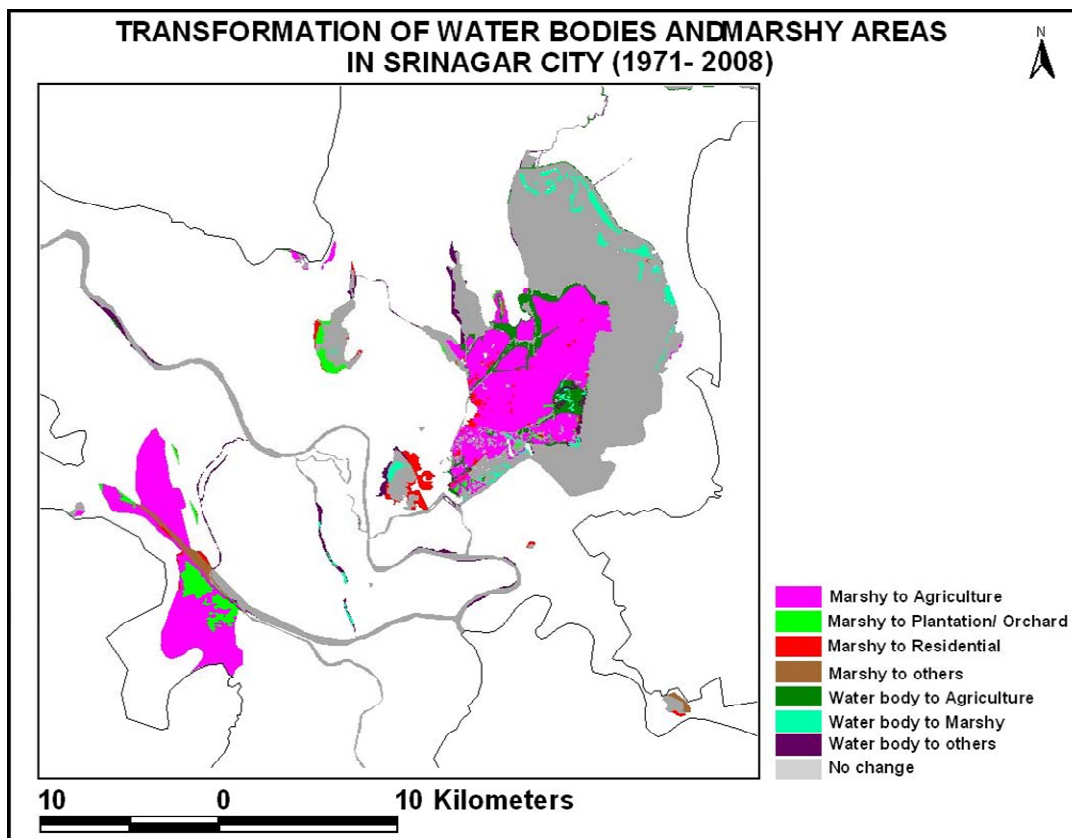 TRANSFORMATION OF WATER BODIES ANDMARSHY AREAS
IN SRINAGAR CITY (1971- 2008)
N
Marshy to Agriculture
Marshy to Plantation/ Orchard
Marshy to Residential
Marshy to others
Water body to Agriculture
Water body to Marshy
Water body to others
No change
10 0 10 Kilometers